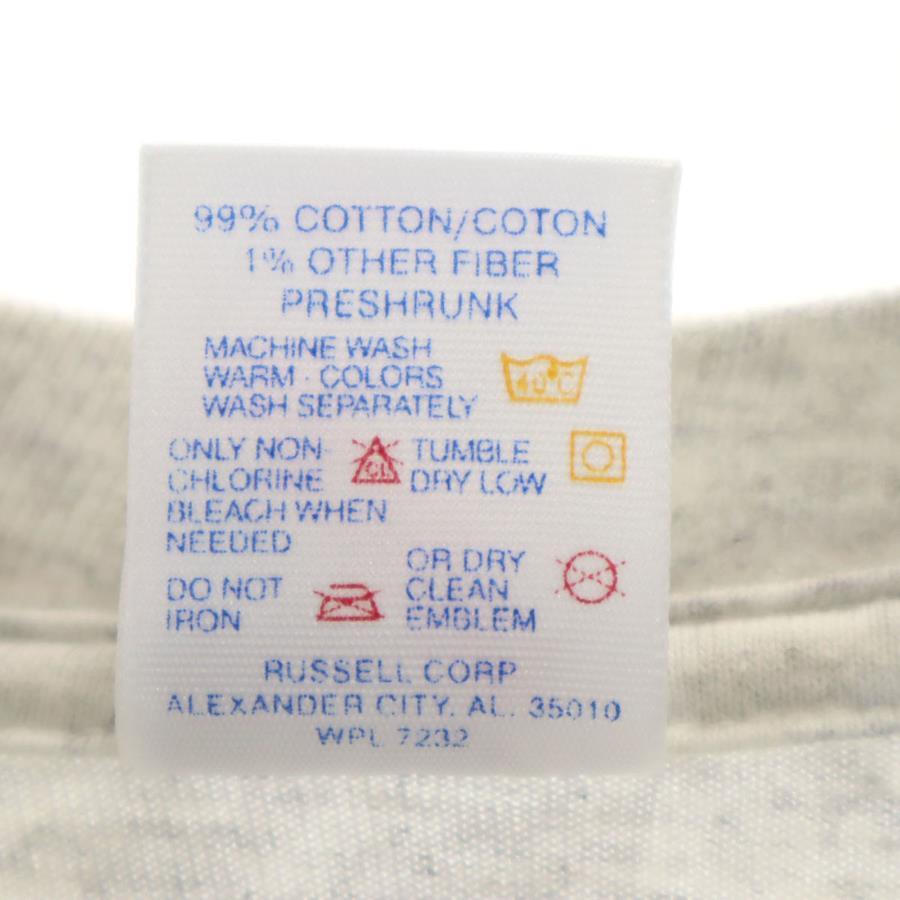 99% COTTON/COTON
1% OTHER FIBER
PRESHRUNK
MACHINE WASH
WARM · COLORS
WASH SEPARATELY
40°C
ONLY NON-
CHLORINE
BLEACH WHEN
NEEDED
CL
TUMBLE
DRY LOW
DO NOT
IRON
OR DRY
CLEAN
EMBLEM
RUSSELL CORP
ALEXANDER CITY, AL. 35010
WPL 7232